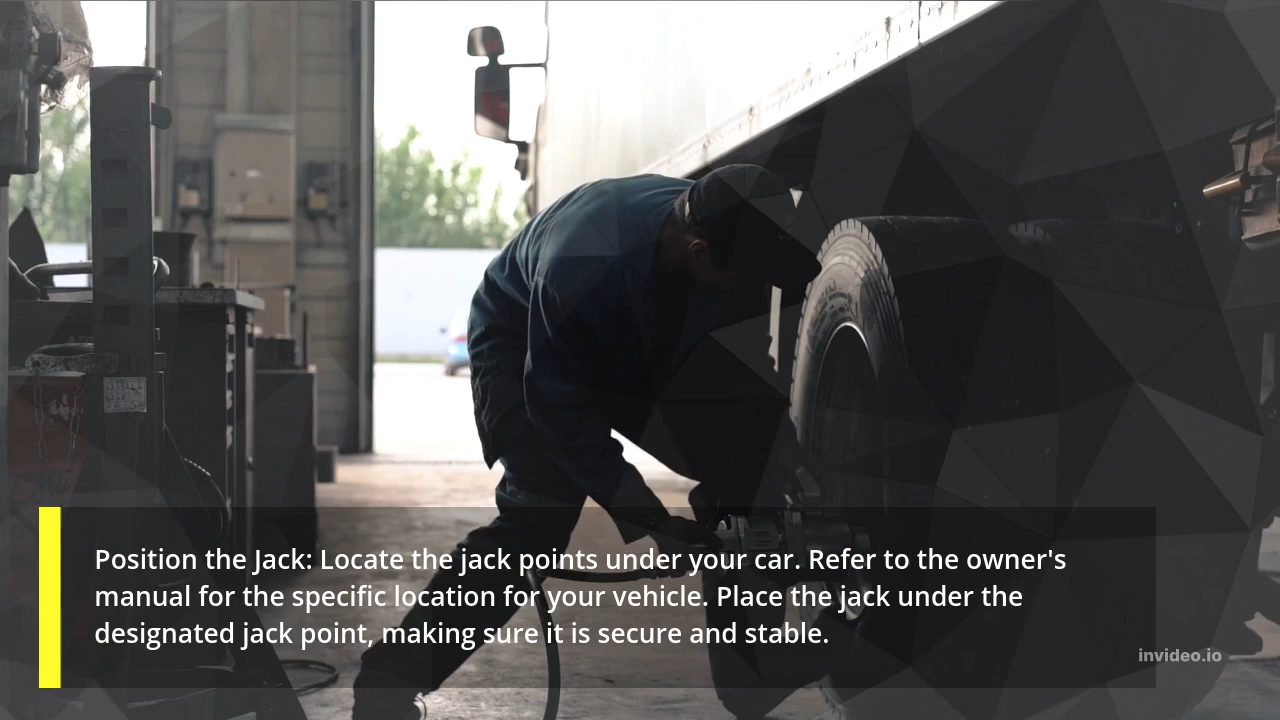 Position the Jack: Locate the jack points under your car. Refer to the owner's
manual for the specific location for your vehicle. Place the jack under the
designated jack point, making sure it is secure and stable.
invideo.io